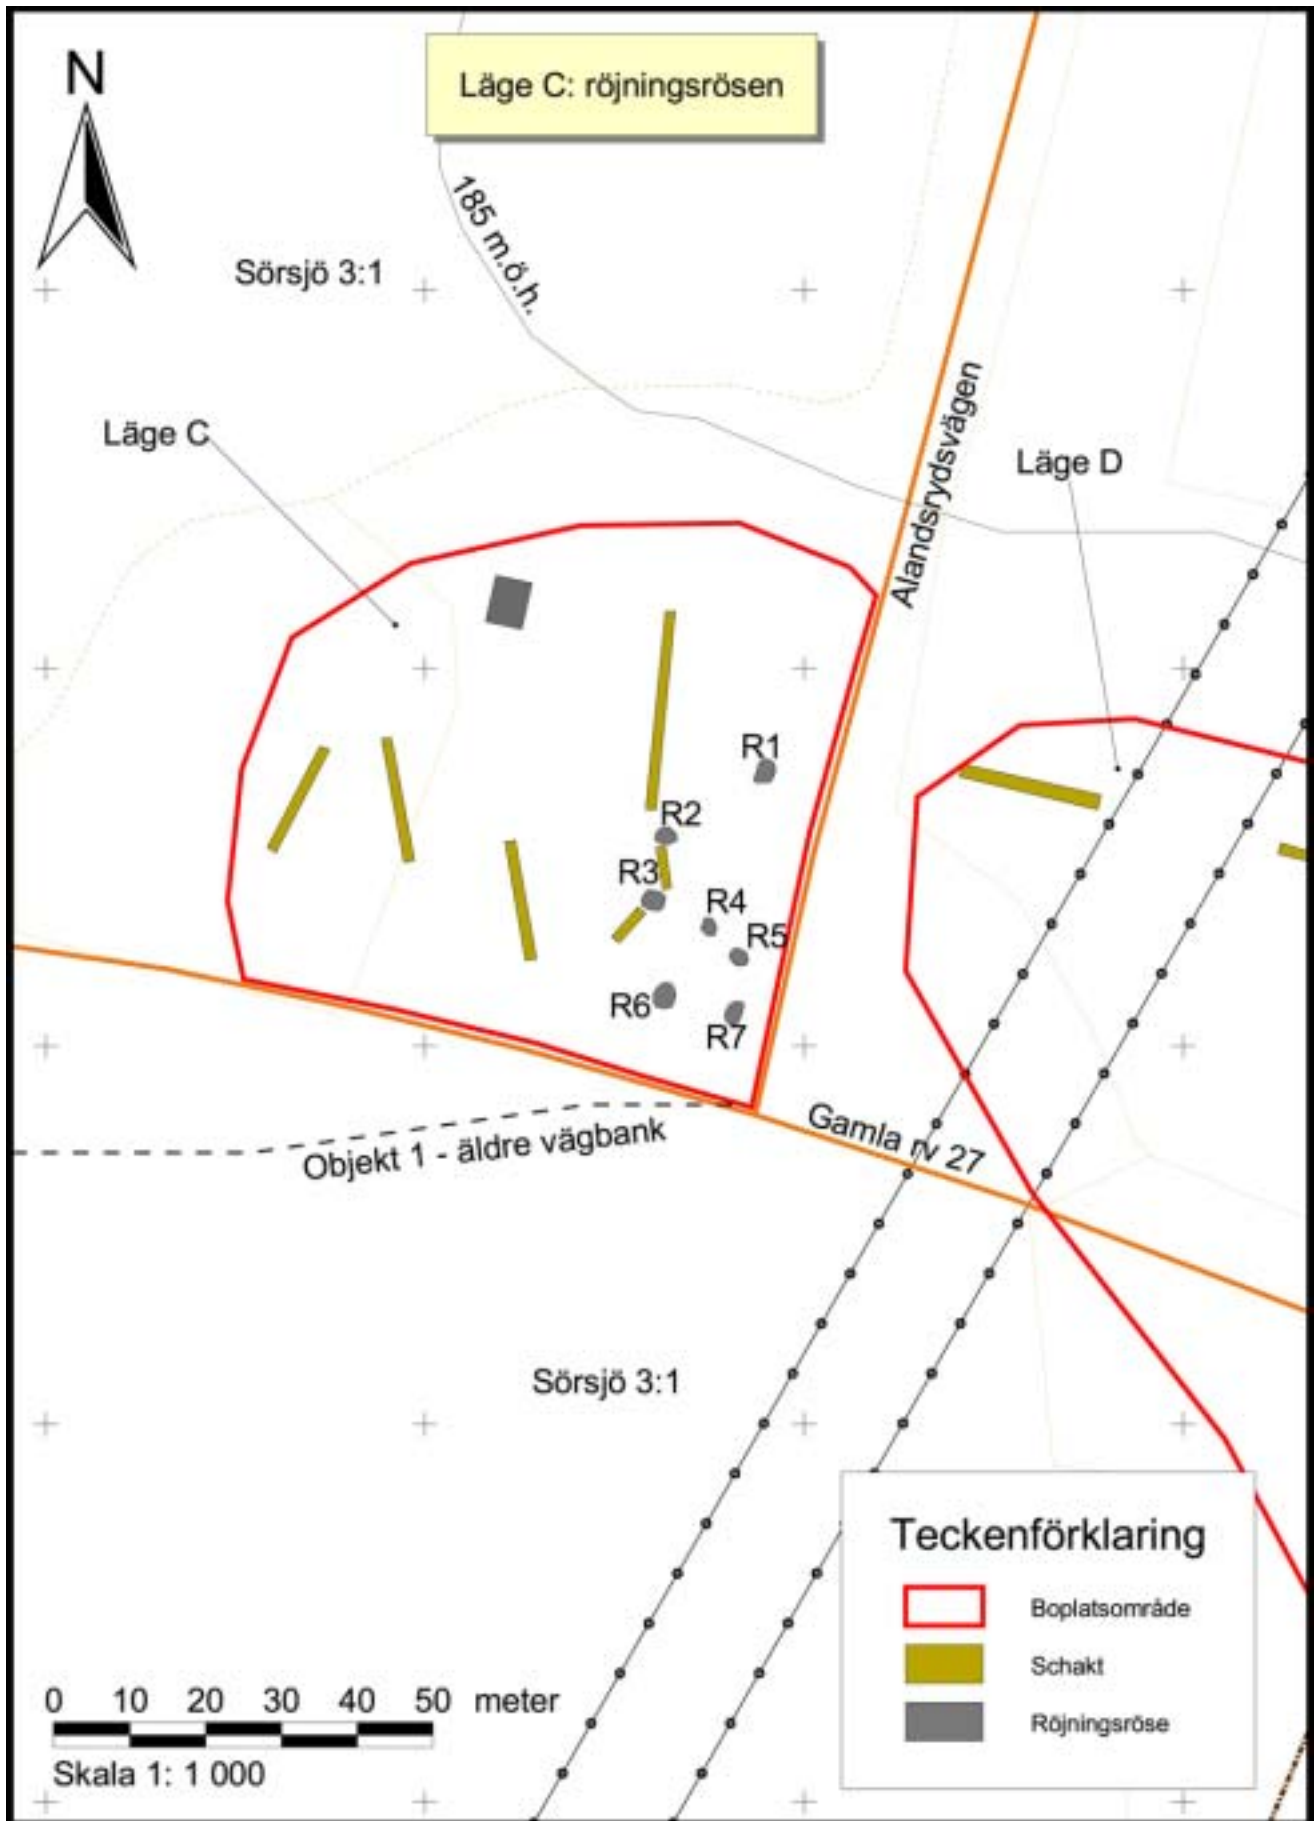 N
Läge C: röjningsrösen
185 m.ö.h.
Sörsjö 3:1
Läge C
Alandsrydsvägen
Läge D
R1
R2
R3
R4
R5
R6
R7
Objekt 1 - äldre vägbank
Gamla rv 27
Sörsjö 3:1
Teckenförklaring
Boplatsområde
Schakt
Röjningsröse
0 10 20 30 40 50 meter
Skala 1: 1 000